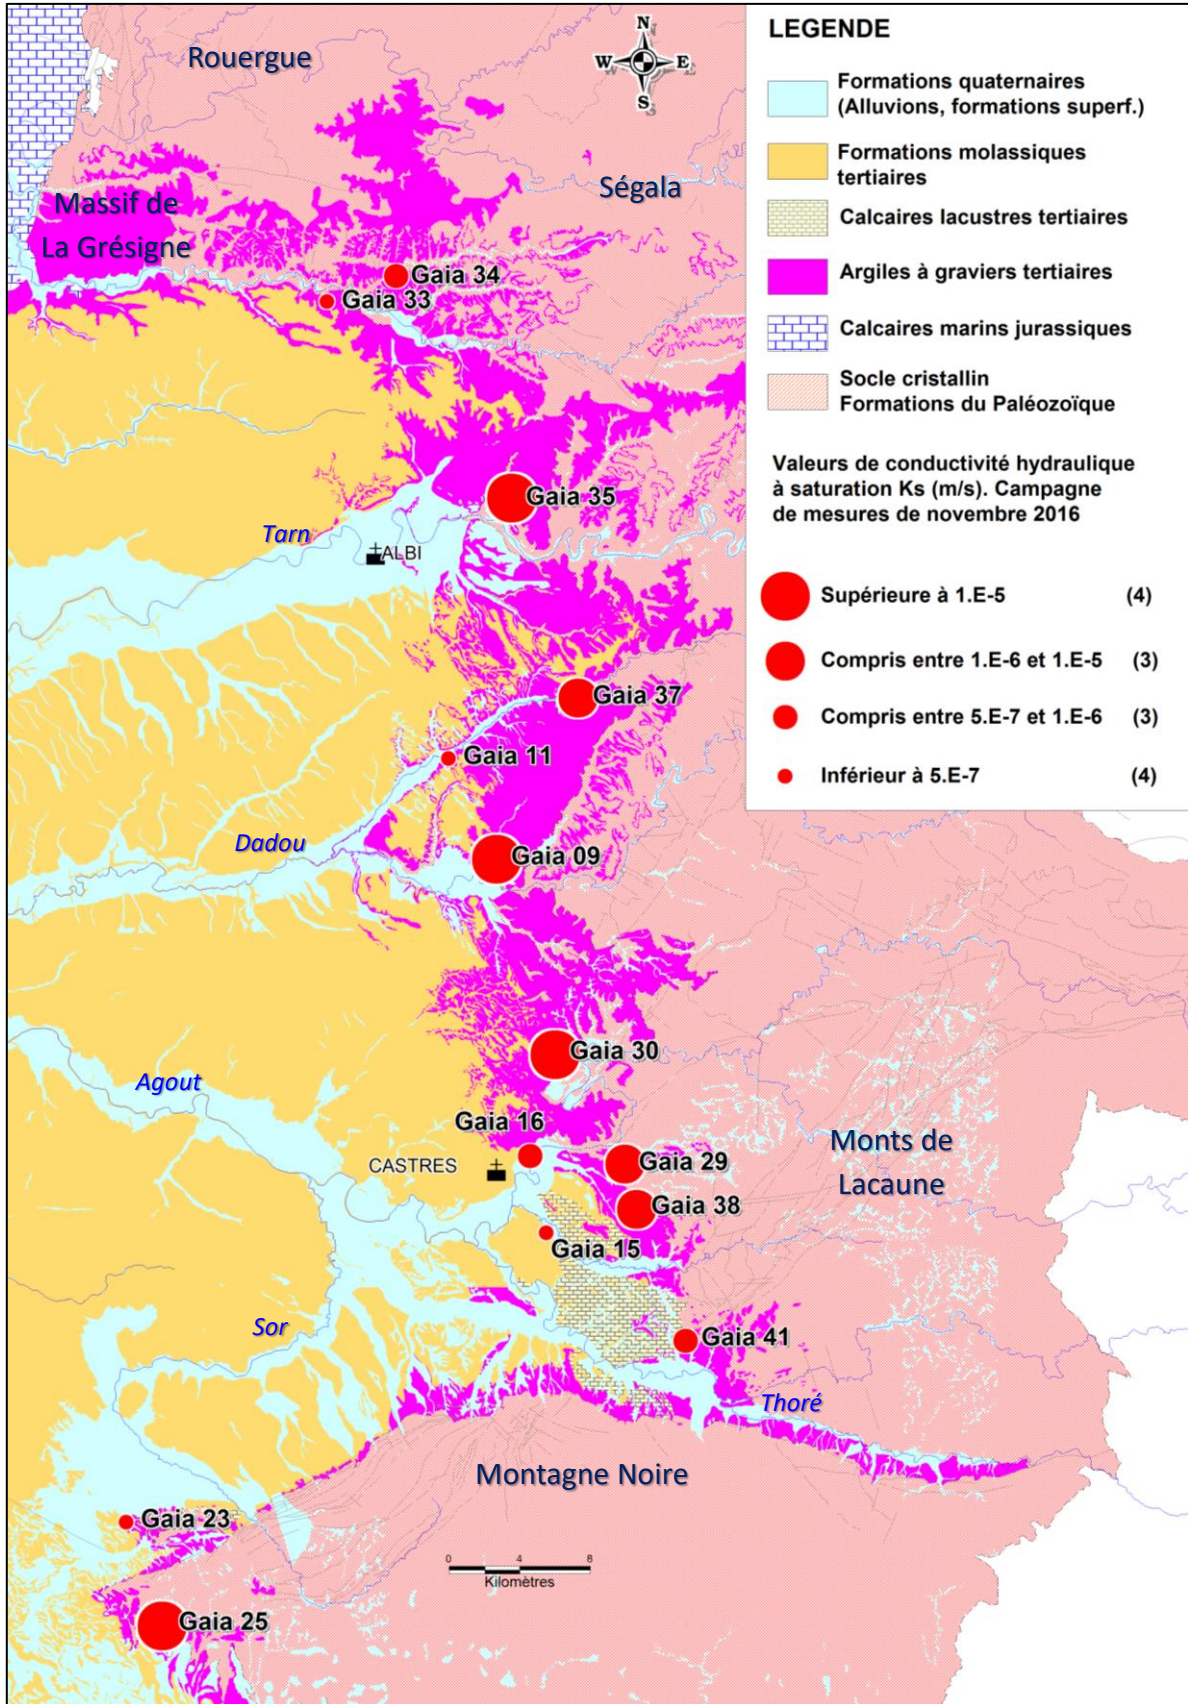 Rouergue
N
W
E
S
Ségala
Massif de
La Grésigne
Gaia 34
Gaia 33
Gaia 35
Tarn
ALBI
Gaia 37
Gaia 11
Dadou
Gaia 09
Gaia 30
Agout
Gaia 16
CASTRES
Gaia 29
Monts de
Lacaune
Gaia 38
Gaia 15
Sor
Gaia 41
Thoré
Montagne Noire
Gaia 23
0 4 8
Kilomètres
Gaia 25
LEGENDE
Formations quaternaires
(Alluvions, formations superf.)
Formations molassiques
tertiaires
Calcaires lacustres tertiaires
Argiles à graviers tertiaires
Calcaires marins jurassiques
Socle cristallin
Formations du Paléozoïque
Valeurs de conductivité hydraulique
à saturation Ks (m/s). Campagne
de mesures de novembre 2016
Supérieure à 1.E-5 (4)
Compris entre 1.E-6 et 1.E-5 (3)
Compris entre 5.E-7 et 1.E-6 (3)
Inférieur à 5.E-7 (4)